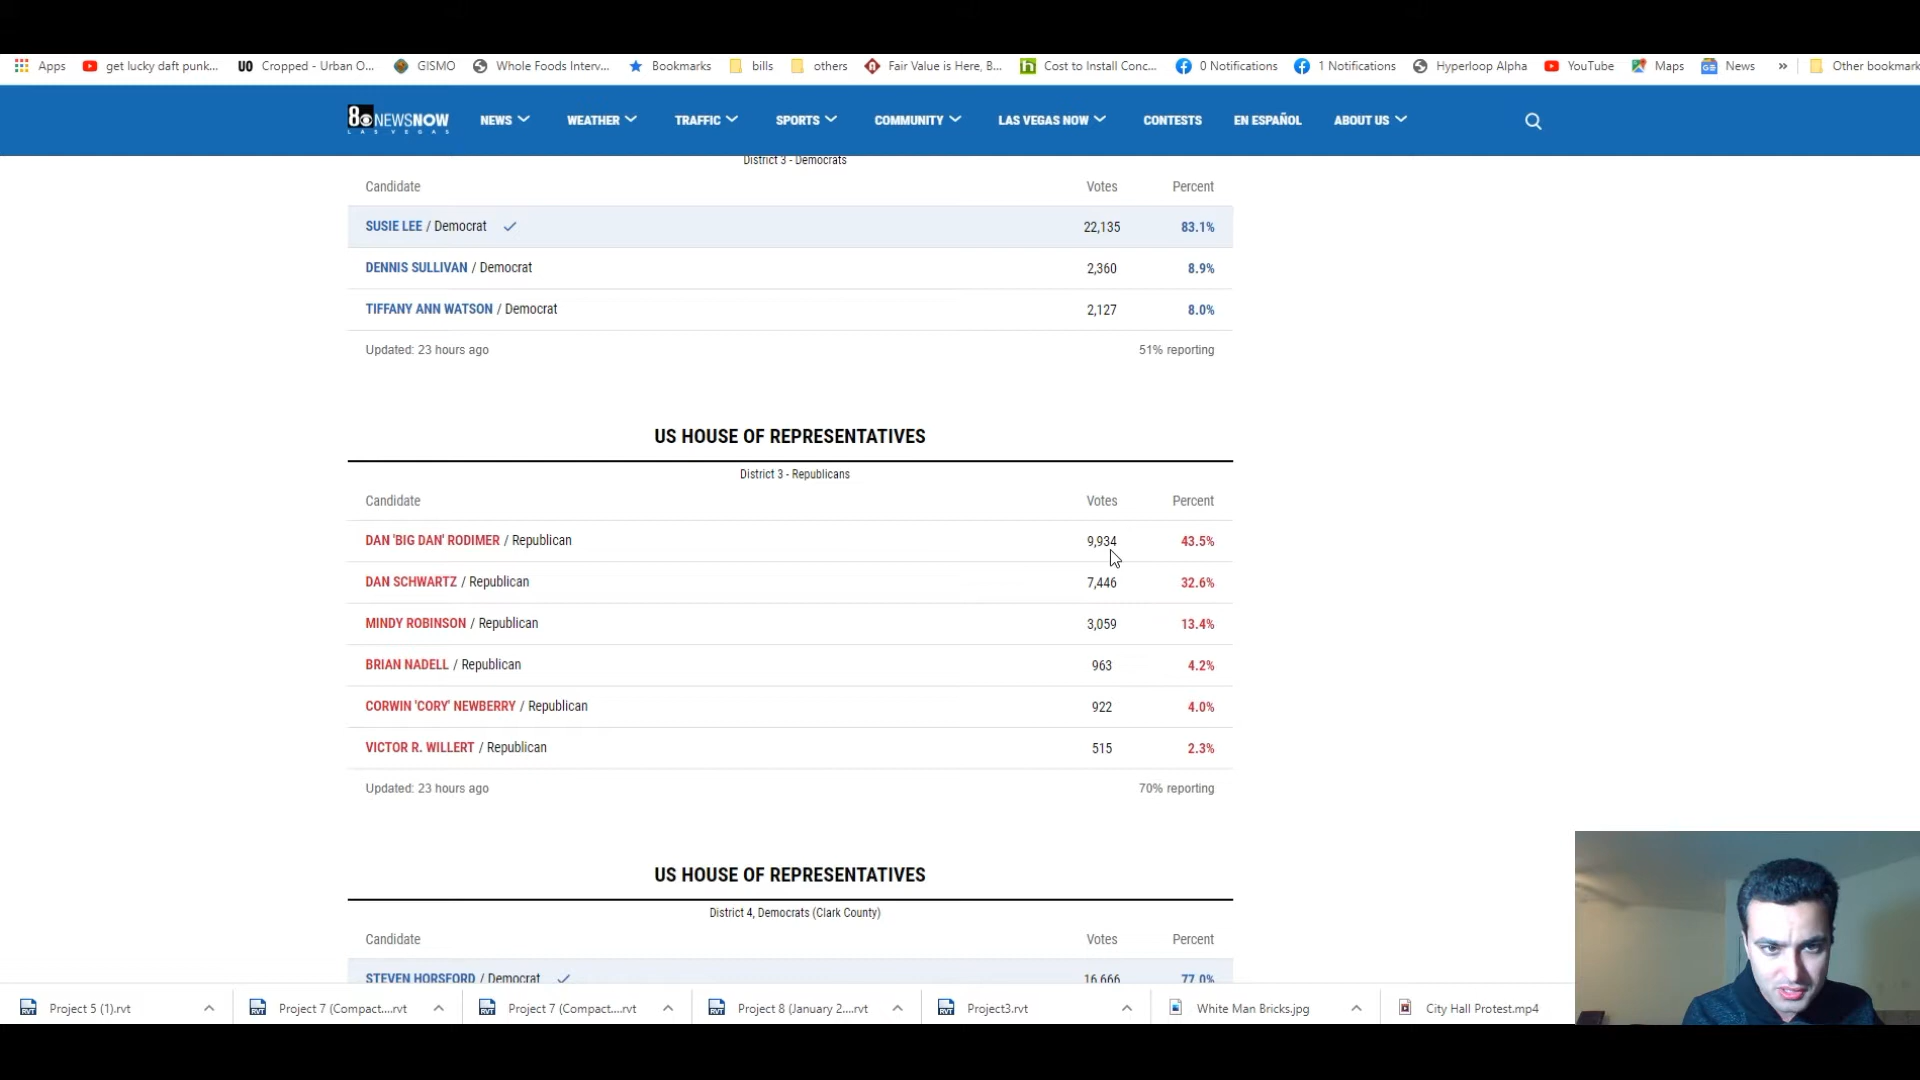 Apps get lucky daft punk... UO Cropped - Urban O... GISMO Whole Foods Interv... Bookmarks bills others Fair Value is Here, B... h Cost to Install Conc... 0 Notifications 1 Notifications Hyperloop Alpha YouTube Maps News » Other bookmark
8 NEWSNOW NEWS WEATHER TRAFFIC SPORTS COMMUNITY LAS VEGAS NOW CONTESTS EN ESPAÑOL ABOUT US
LAS VEGAS
District 3 - Democrats
Candidate Votes Percent
SUSIE LEE / Democrat 22,135 83.1%
DENNIS SULLIVAN / Democrat 2,360 8.9%
TIFFANY ANN WATSON / Democrat 2,127 8.0%
Updated: 23 hours ago 51% reporting
US HOUSE OF REPRESENTATIVES
District 3 - Republicans
Candidate Votes Percent
DAN 'BIG DAN' RODIMER / Republican 9,934 43.5%
DAN SCHWARTZ / Republican 7,446 32.6%
MINDY ROBINSON / Republican 3,059 13.4%
BRIAN NADELL / Republican 963 4.2%
CORWIN 'CORY' NEWBERRY / Republican 922 4.0%
VICTOR R. WILLERT / Republican 515 2.3%
Updated: 23 hours ago 70% reporting
US HOUSE OF REPRESENTATIVES
District 4, Democrats (Clark County)
Candidate Votes Percent
STEVEN HORSFORD / Democrat 16,666 77.0%
RVT Project 5 (1).rvt RVT Project 7 (Compact....rvt RVT Project 7 (Compact....rvt RVT Project 8 (January 2....rvt RVT Project3.rvt White Man Bricks.jpg City Hall Protest.mp4